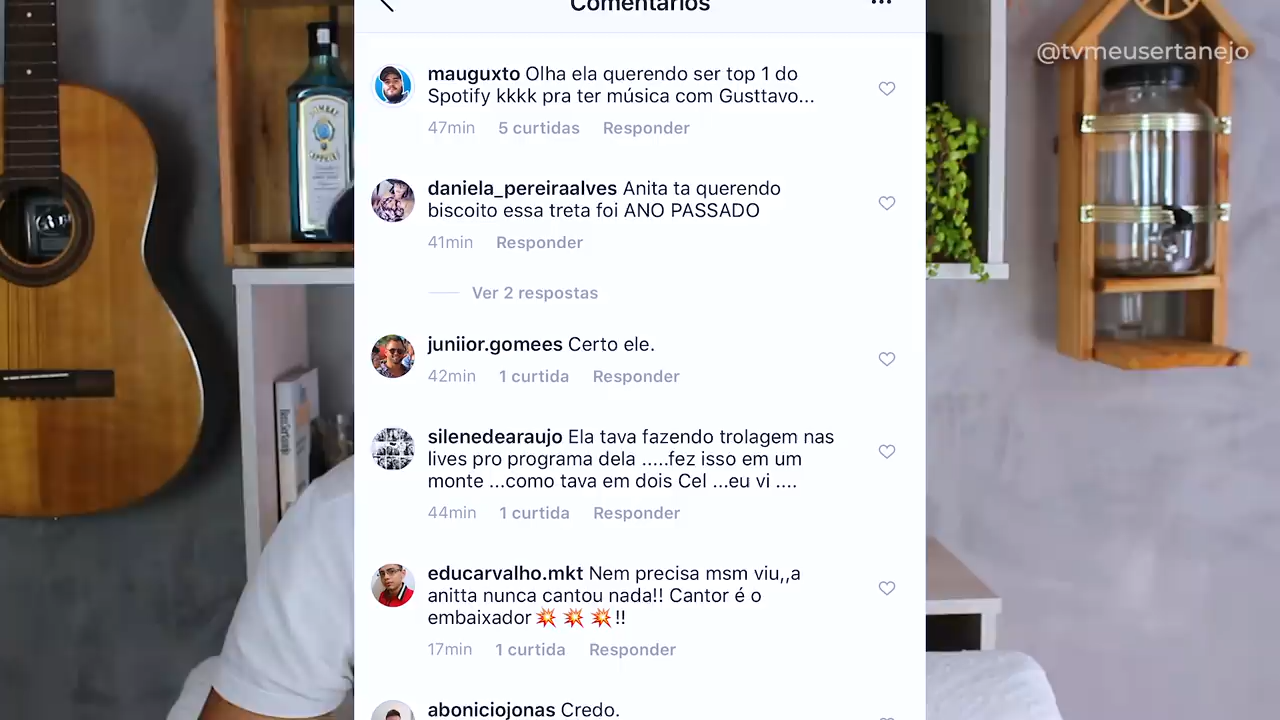 Comentários
@tvmeusertanejo
mauguxto Olha ela querendo ser top 1 do
Spotify kkkk pra ter música com Gusttavo...
47min 5 curtidas Responder
daniela_pereiraalves Anita ta querendo
biscoito essa treta foi ANO PASSADO
41min Responder
Ver 2 respostas
juniior.gomees Certo ele.
42min 1 curtida Responder
silenedearaujo Ela tava fazendo trolagem nas
lives pro programa dela .....fez isso em um
monte ...como tava em dois Cel ...eu vi ....
44min 1 curtida Responder
educarvalho.mkt Nem precisa msm viu,,a
anitta nunca cantou nada!! Cantor é o
embaixador💥 💥 💥!!
17min 1 curtida Responder
aboniciojonas Credo.
BOMBAY
SAPPHIRE